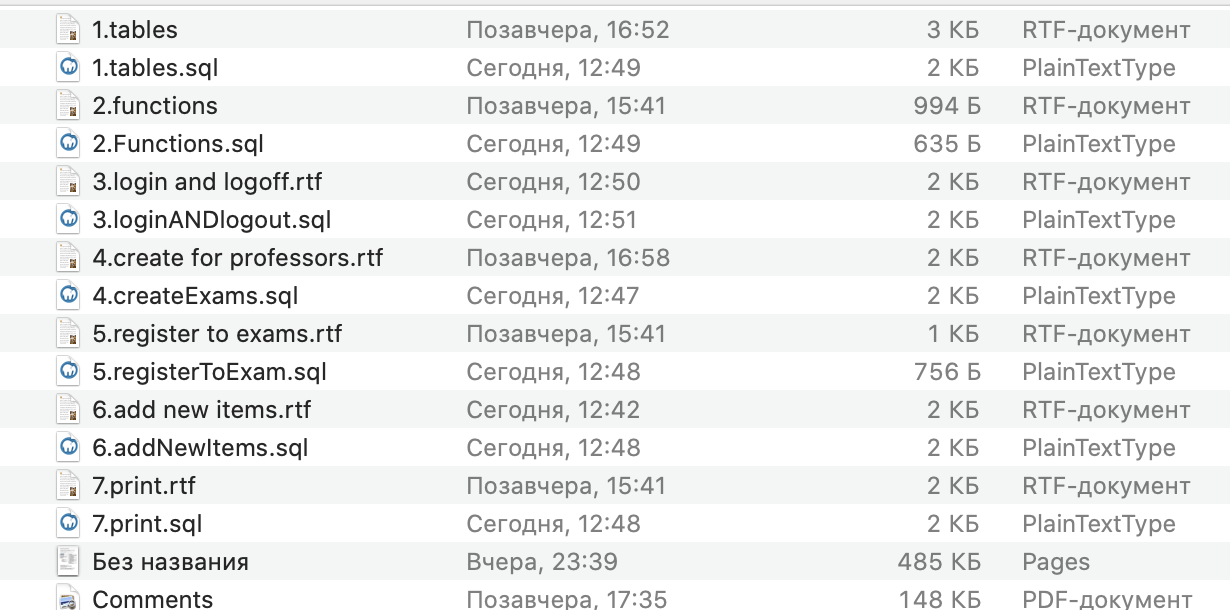 1.tables Позавчера, 16:52 3 КБ RTF-документ
1.tables.sql Сегодня, 12:49 2 КБ PlainTextType
2.functions Позавчера, 15:41 994 Б RTF-документ
2.Functions.sql Сегодня, 12:49 635 Б PlainTextType
3.login and logoff.rtf Сегодня, 12:50 2 КБ RTF-документ
3.loginANDlogout.sql Сегодня, 12:51 2 КБ PlainTextType
4.create for professors.rtf Позавчера, 16:58 2 КБ RTF-документ
4.createExams.sql Сегодня, 12:47 2 КБ PlainTextType
5.register to exams.rtf Позавчера, 15:41 1 КБ RTF-документ
5.registerToExam.sql Сегодня, 12:48 756 Б PlainTextType
6.add new items.rtf Сегодня, 12:42 2 КБ RTF-документ
6.addNewItems.sql Сегодня, 12:48 2 КБ PlainTextType
7.print.rtf Позавчера, 15:41 2 КБ RTF-документ
7.print.sql Сегодня, 12:48 2 КБ PlainTextType
Без названия Вчера, 23:39 485 КБ Pages
Comments Позавчера, 17:35 148 КБ PDF-документ